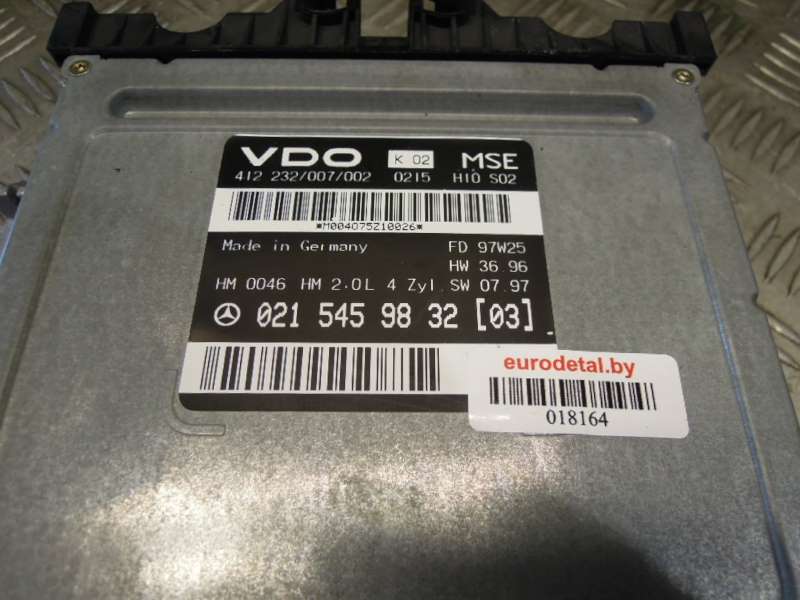 VDO K 02 MSE
412 232/007/002 0215 H10 S02
*M004075Z10026*
Made in Germany FD 97W25
HW 36 96
HM 0046 HM 2.0L 4 Zyl. SW 07.97
021 545 98 32 [03]
eurodetal.by
018164